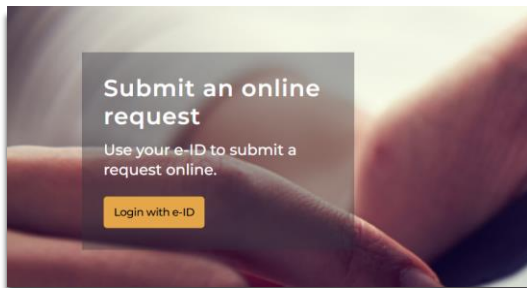 Submit an online
request
Use your e-ID to submit a
request online.
Login with e-ID